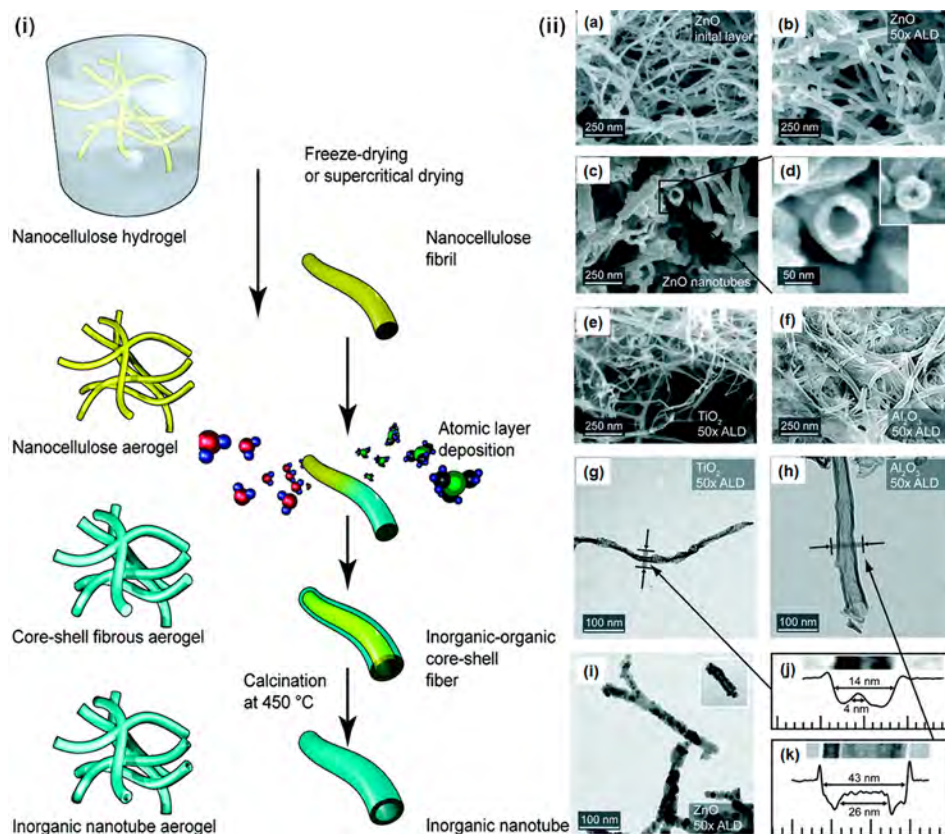 (i)
Nanocellulose hydrogel
Freeze-drying
or supercritical drying
Nanocellulose
fibril
Nanocellulose aerogel
Atomic layer
deposition
Core-shell fibrous aerogel
Inorganic-organic
core-shell
fiber
Calcination
at 450 °C
Inorganic nanotube aerogel
Inorganic nanotube
(ii)
(a)
ZnO
inital layer
250 nm
(b)
ZnO
50x ALD
250 nm
(c)
250 nm
ZnO nanotubes
(d)
50 nm
(e)
TiO2
50x ALD
250 nm
(f)
Al2O3
50x ALD
250 nm
(g)
TiO2
50x ALD
100 nm
(h)
Al2O3
50x ALD
100 nm
(i)
100 nm
ZnO
50x ALD
(j)
14 nm
4 nm
(k)
43 nm
26 nm